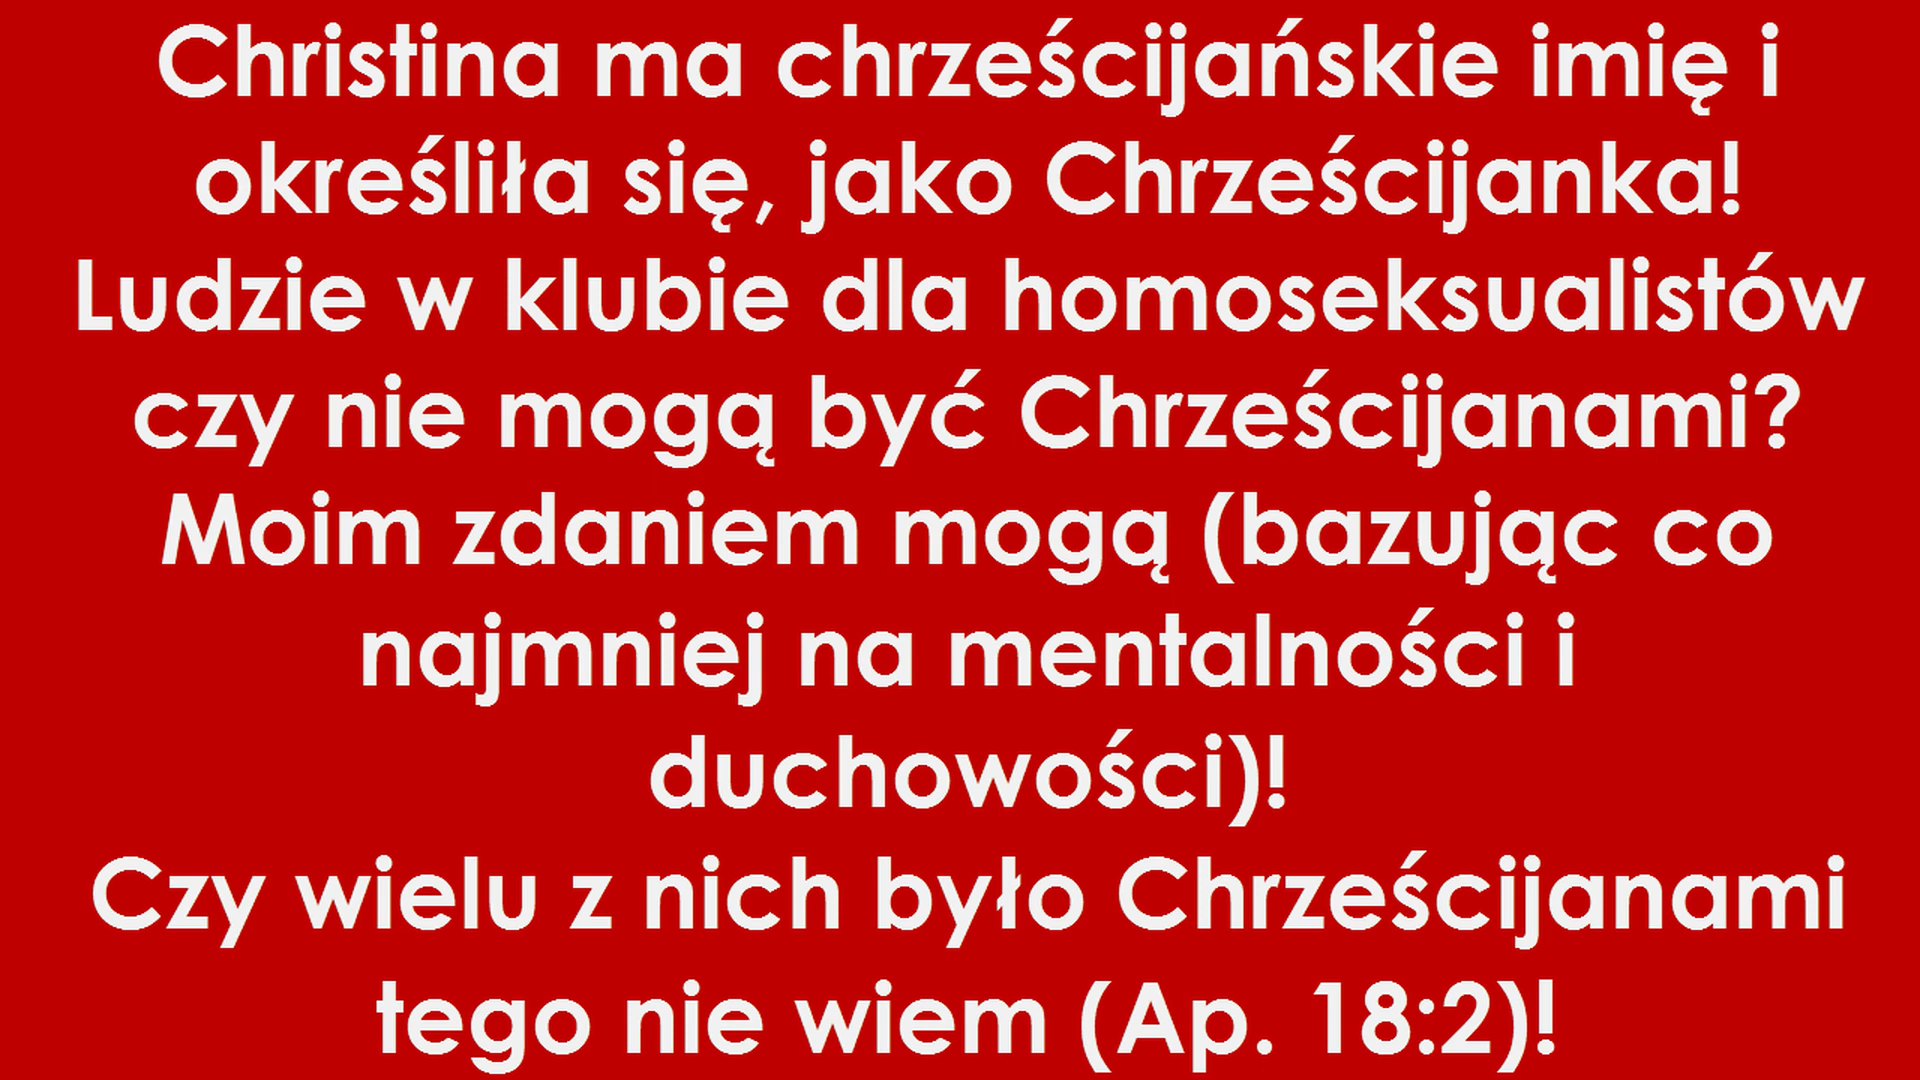 Christina ma chrześcijańskie imię i
określiła się, jako Chrześcijanka!
Ludzie w klubie dla homoseksualistów
czy nie mogą być Chrześcijanami?
Moim zdaniem mogą (bazując co
najmniej na mentalności i
duchowości)!
Czy wielu z nich było Chrześcijanami
tego nie wiem (Ap. 18:2)!